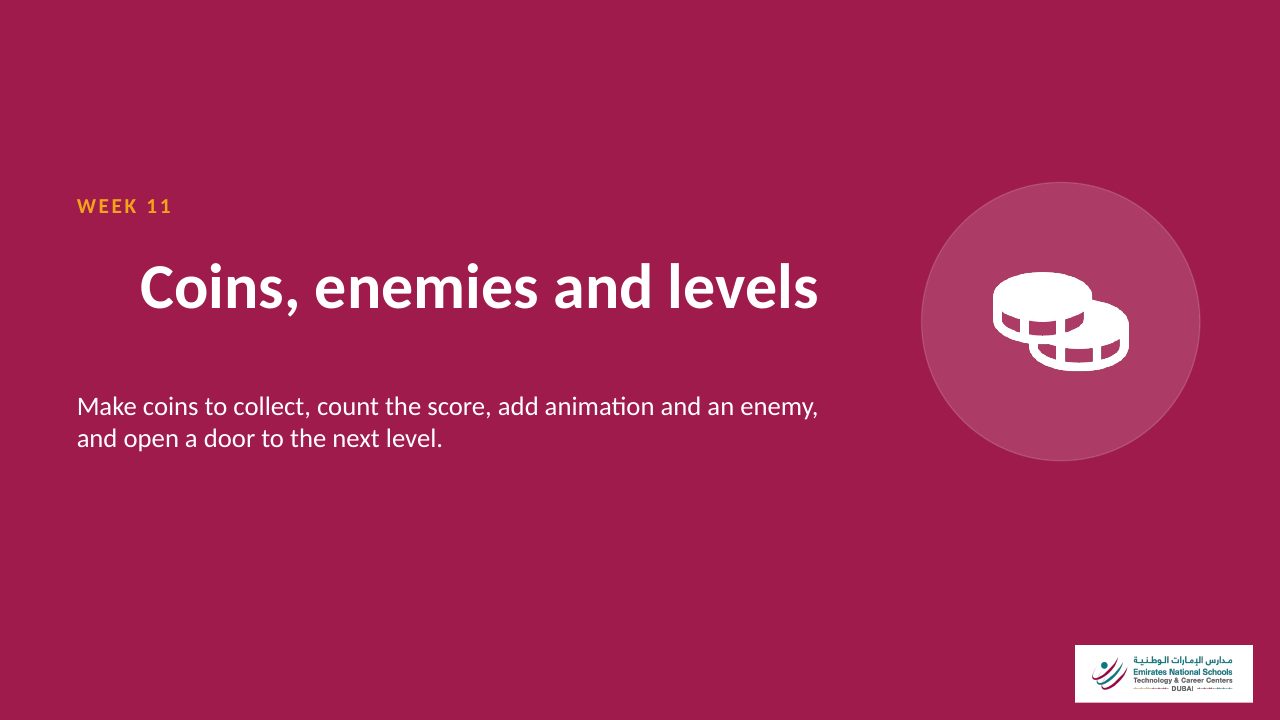 WEEK 11
Coins, enemies and levels
Make coins to collect, count the score, add animation and an enemy,
and open a door to the next level.
مدارس الإمارات الوطنية
Emirates National Schools
Technology & Career Centers
DUBAI